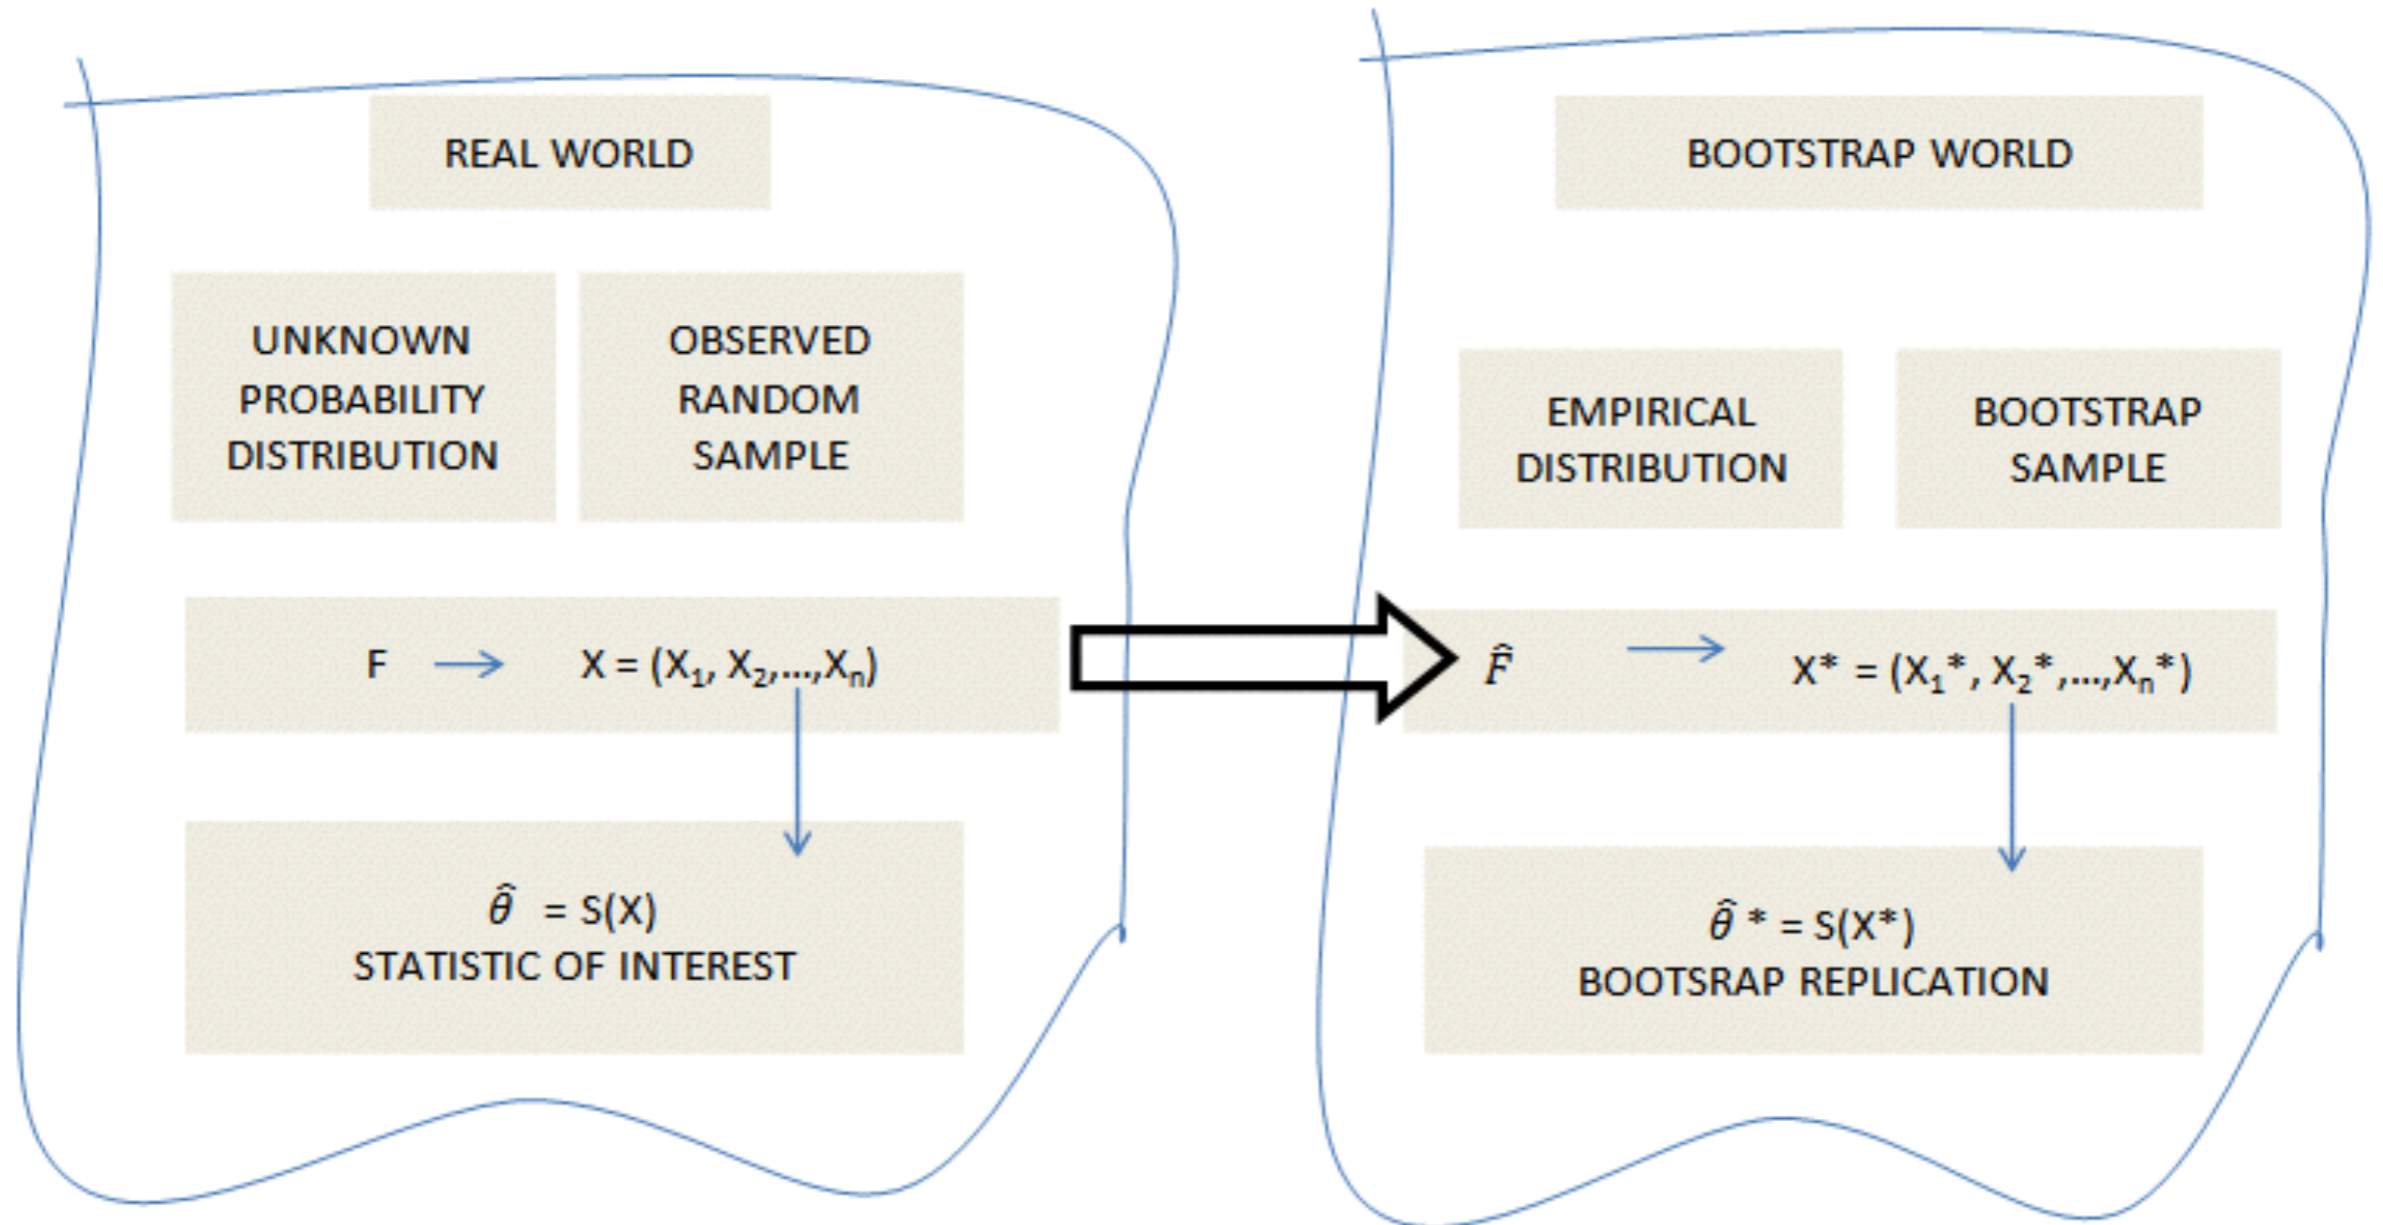 REAL WORLD
UNKNOWN
PROBABILITY
DISTRIBUTION
OBSERVED
RANDOM
SAMPLE
F → X = (X₁, X₂,...,Xₙ)
θ̂ = S(X)
STATISTIC OF INTEREST
BOOTSTRAP WORLD
EMPIRICAL
DISTRIBUTION
BOOTSTRAP
SAMPLE
F̂ → X* = (X₁*, X₂*,...,Xₙ*)
θ̂ * = S(X*)
BOOTSRAP REPLICATION